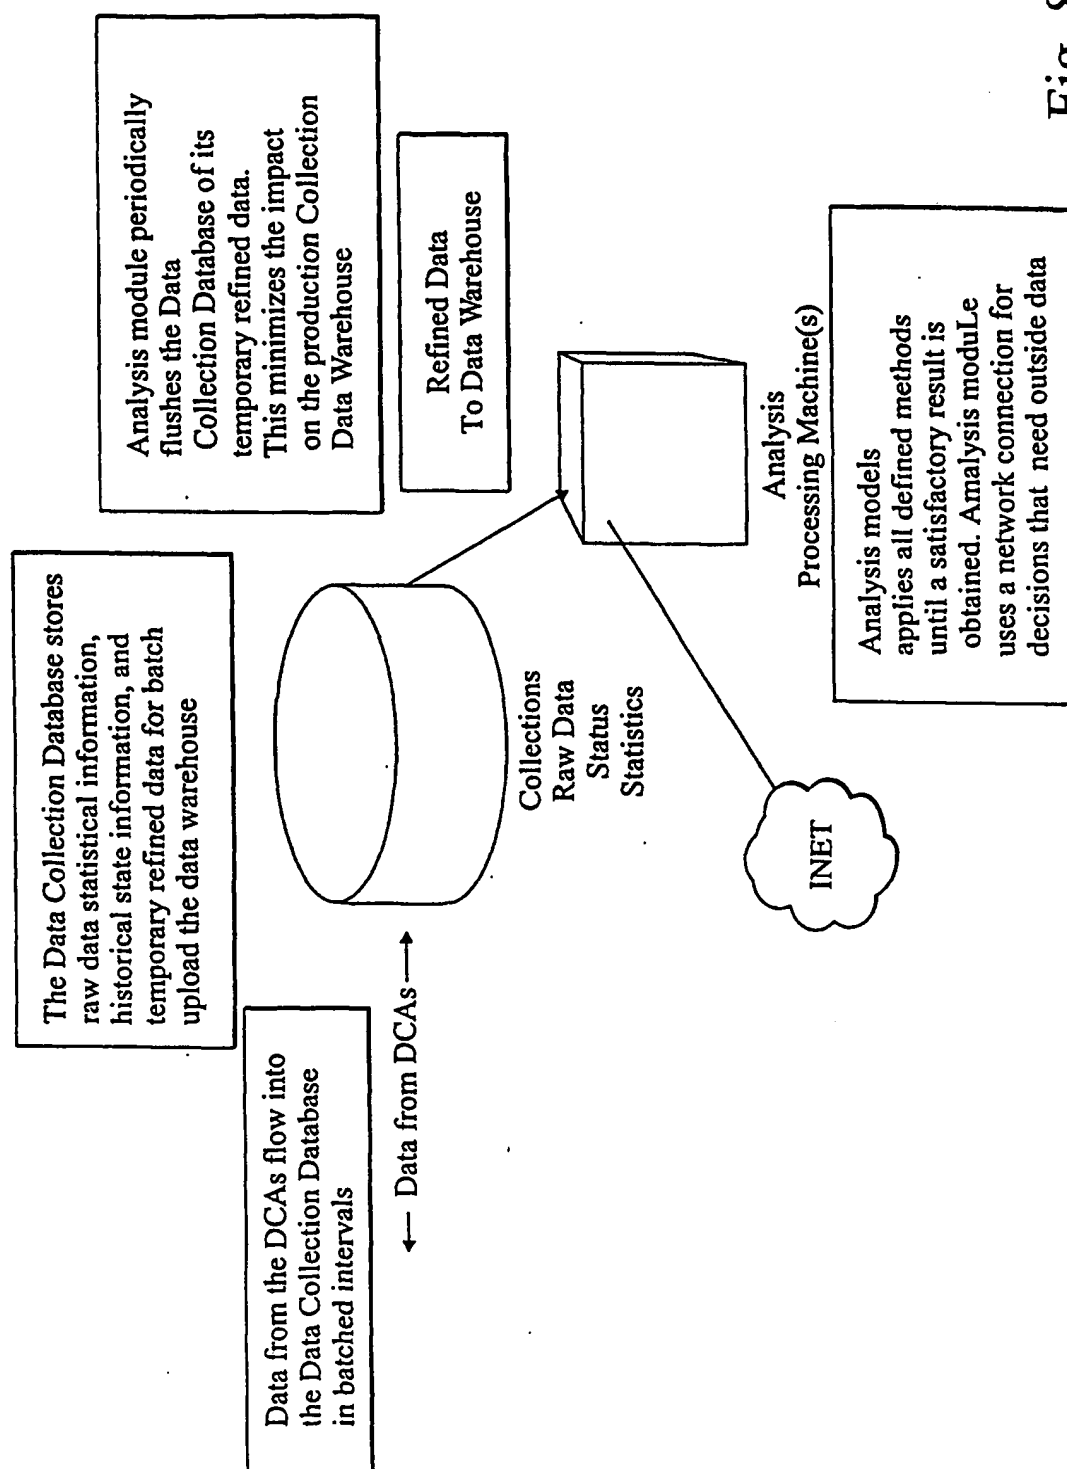 Data from the DCAs flow into
the Data Collection Database
in batched intervals
Data from DCAs
The Data Collection Database stores
raw data statistical information,
historical state information, and
temporary refined data for batch
upload the data warehouse
Collections
Raw Data
Status
Statistics
INET
Analysis module periodically
flushes the Data
Collection Database of its
temporary refined data.
This minimizes the impact
on the production Collection
Data Warehouse
Refined Data
To Data Warehouse
Analysis
Processing Machine(s)
Analysis models
applies all defined methods
until a satisfactory result is
obtained. Amalysis moduLe
uses a network connection for
decisions that need outside data
Fig.